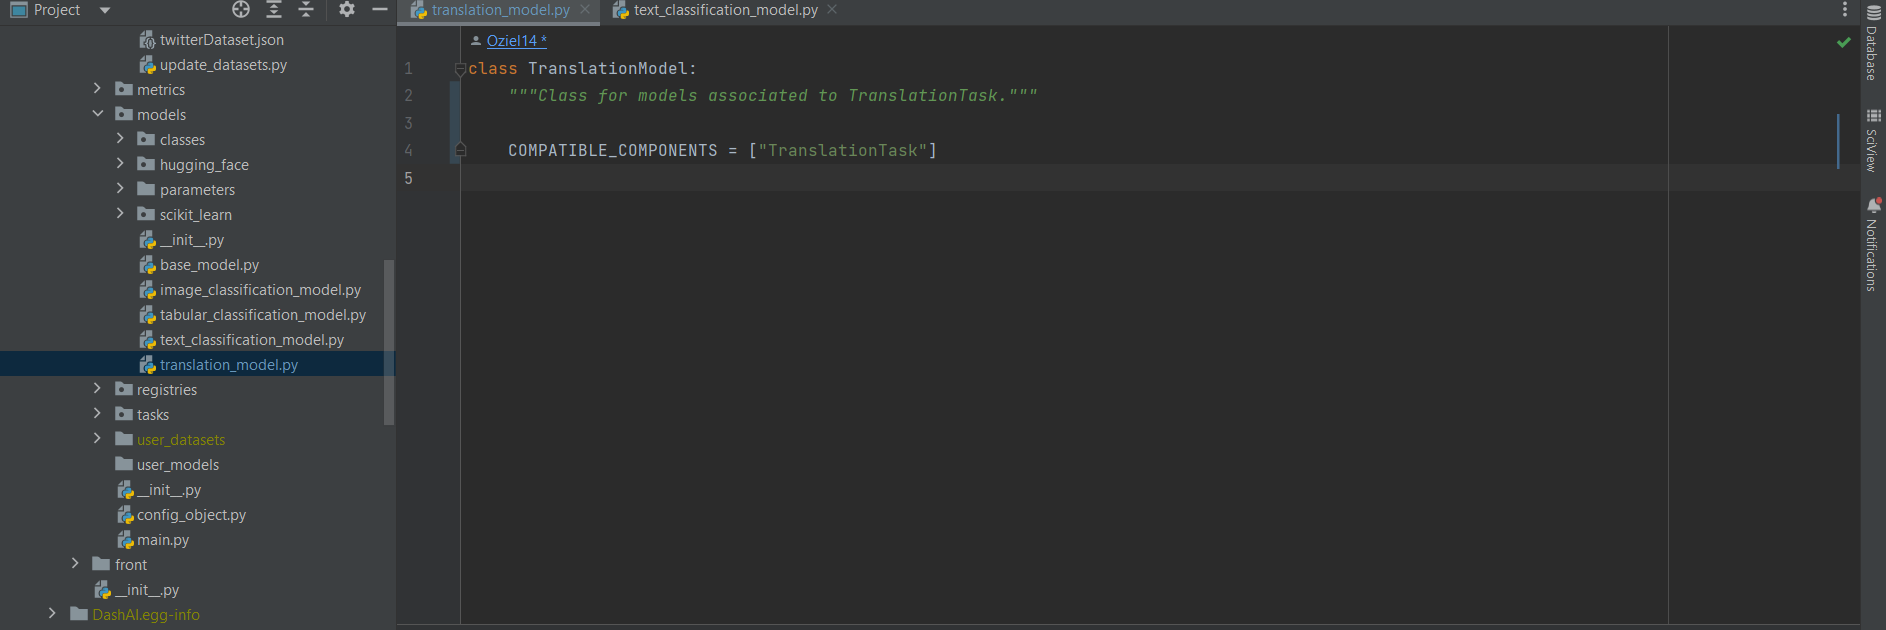 Project
twitterDataset.json
update_datasets.py
metrics
models
classes
hugging_face
parameters
scikit_learn
__init__.py
base_model.py
image_classification_model.py
tabular_classification_model.py
text_classification_model.py
translation_model.py
registries
tasks
user_datasets
user_models
__init__.py
config_object.py
main.py
front
__init__.py
DashAI.egg-info
translation_model.py
text_classification_model.py
Oziel14 *
1 class TranslationModel:
2 """Class for models associated to TranslationTask."""
3
4 COMPATIBLE_COMPONENTS = ["TranslationTask"]
5
Database
SciView
Notifications